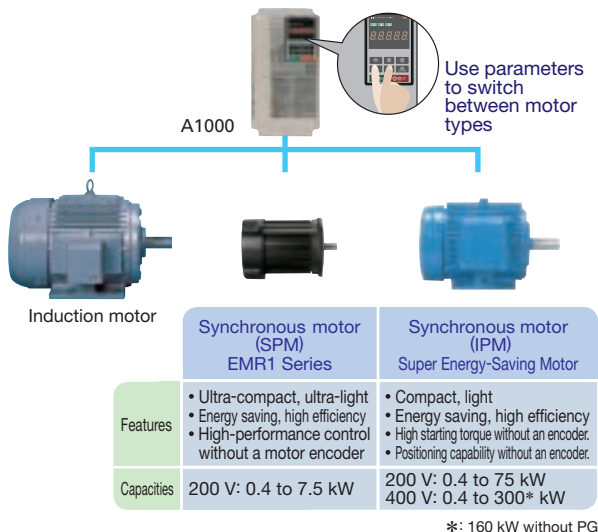 88888
Use parameters
to switch
between motor
types
A1000
Induction motor
Synchronous motor
(SPM)
EMR1 Series
Synchronous motor
(IPM)
Super Energy-Saving Motor
Features
• Ultra-compact, ultra-light
• Energy saving, high efficiency
• High-performance control
without a motor encoder
• Compact, light
• Energy saving, high efficiency
• High starting torque without an encoder.
• Positioning capability without an encoder.
Capacities
200 V: 0.4 to 7.5 kW
200 V: 0.4 to 75 kW
400 V: 0.4 to 300* kW
*: 160 kW without PG